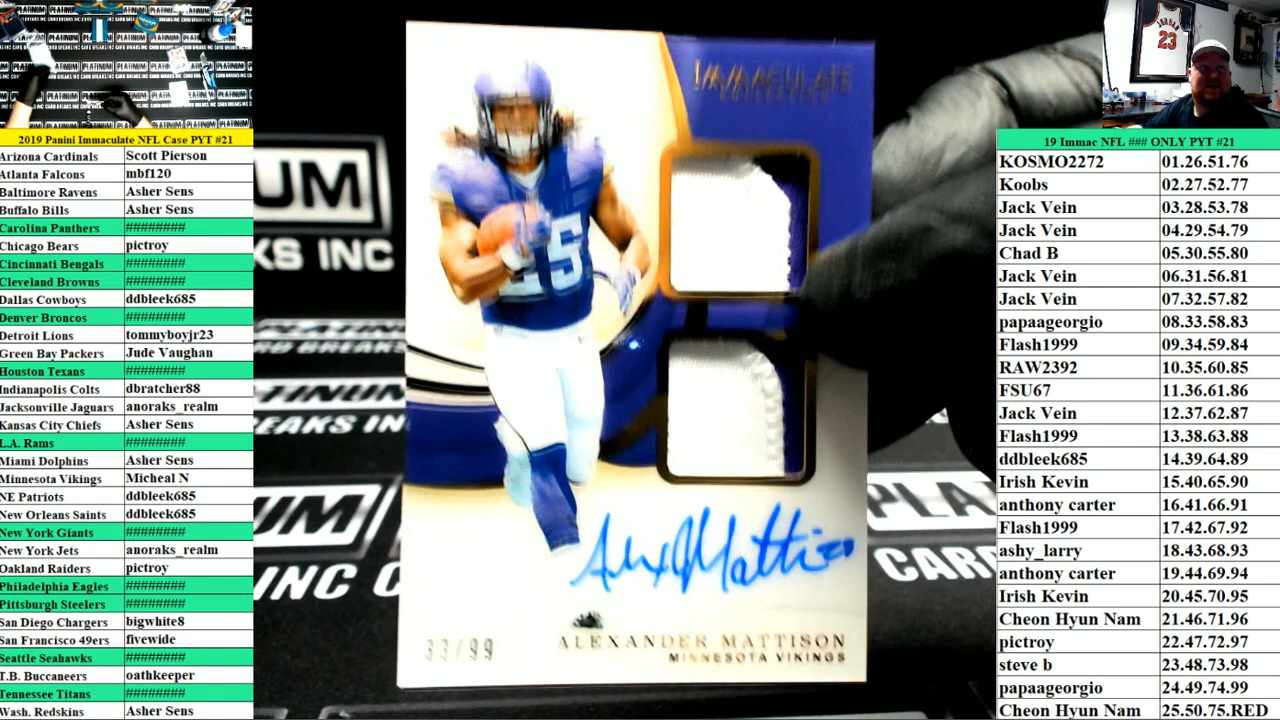 2019 Panini Immaculate NFL Case PYT #21
Arizona Cardinals Scott Pierson
Atlanta Falcons mbf120
Baltimore Ravens Asher Sens
Buffalo Bills Asher Sens
Carolina Panthers ########
Chicago Bears pictroy
Cincinnati Bengals ########
Cleveland Browns ########
Dallas Cowboys ddbleek685
Denver Broncos ########
Detroit Lions tommyboyjr23
Green Bay Packers Jude Vaughan
Houston Texans ########
Indianapolis Colts dbratcher88
Jacksonville Jaguars anoraks_realm
Kansas City Chiefs Asher Sens
L.A. Rams ########
Miami Dolphins Asher Sens
Minnesota Vikings Micheal N
NE Patriots ddbleek685
New Orleans Saints ddbleek685
New York Giants ########
New York Jets anoraks_realm
Oakland Raiders pictroy
Philadelphia Eagles ########
Pittsburgh Steelers ########
San Diego Chargers bigwhite8
San Francisco 49ers fivewide
Seattle Seahawks ########
T.B. Buccaneers oathkeeper
Tennessee Titans ########
Wash. Redskins Asher Sens
25
33/99
ALEXANDER MATTISON
MINNESOTA VIKINGS
23
19 Immac NFL ### ONLY PYT #21
KOSMO2272 01.26.51.76
Koobs 02.27.52.77
Jack Vein 03.28.53.78
Jack Vein 04.29.54.79
Chad B 05.30.55.80
Jack Vein 06.31.56.81
Jack Vein 07.32.57.82
papaageorgio 08.33.58.83
Flash1999 09.34.59.84
RAW2392 10.35.60.85
FSU67 11.36.61.86
Jack Vein 12.37.62.87
Flash1999 13.38.63.88
ddbleek685 14.39.64.89
Irish Kevin 15.40.65.90
anthony carter 16.41.66.91
Flash1999 17.42.67.92
ashy_larry 18.43.68.93
anthony carter 19.44.69.94
Irish Kevin 20.45.70.95
Cheon Hyun Nam 21.46.71.96
pictroy 22.47.72.97
steve b 23.48.73.98
papaageorgio 24.49.74.99
Cheon Hyun Nam 25.50.75.RED